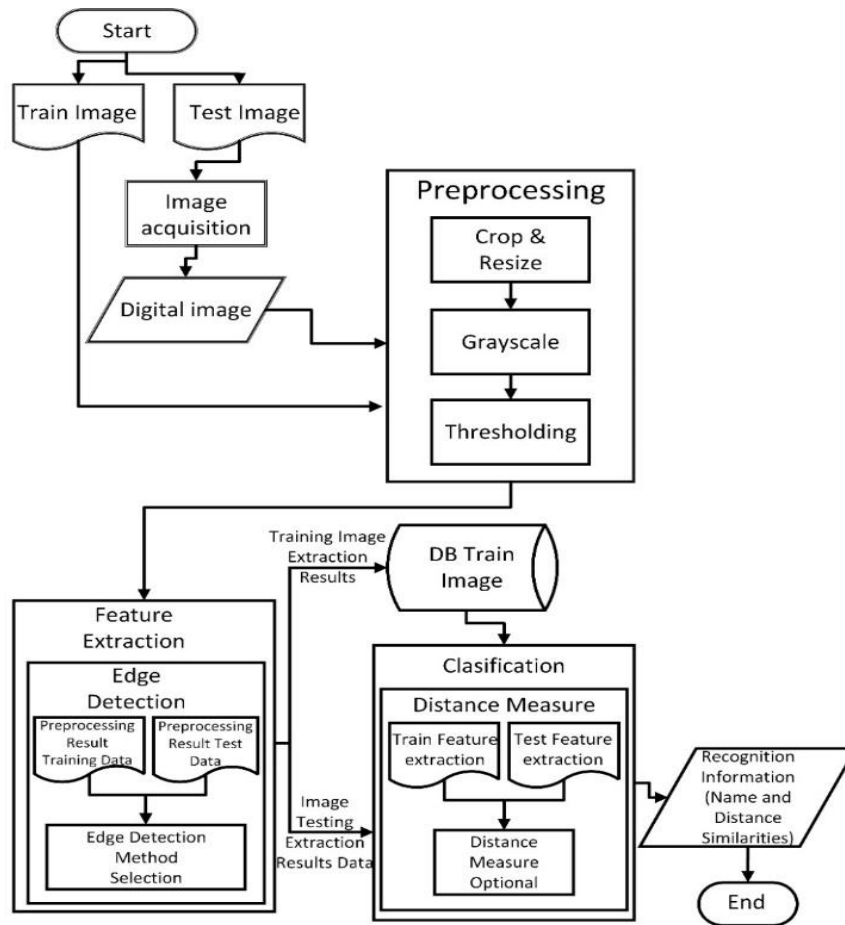 Start
Train Image
Test Image
Image
acquisition
Digital image
Preprocessing
Crop &
Resize
Grayscale
Thresholding
Training Image
Extraction
Results
DB Train
Image
Feature
Extraction
Edge
Detection
Preprocessing
Result
Training Data
Preprocessing
Result Test
Data
Edge Detection
Method
Selection
Image
Testing
Extraction
Results Data
Clasification
Distance Measure
Train Feature
extraction
Test Feature
extraction
Distance
Measure
Optional
Recognition
Information
(Name and
Distance
Similarities)
End